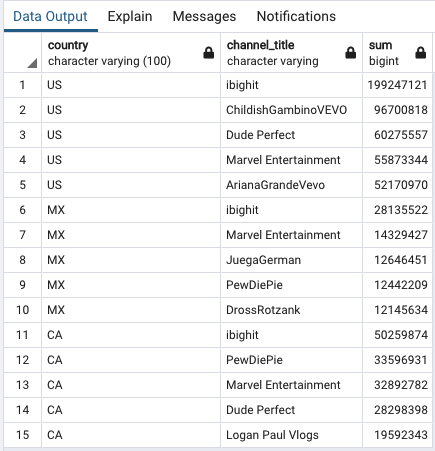 Data Output Explain Messages Notifications
country channel_title sum
character varying (100) character varying bigint
1 US ibighit 199247121
2 US ChildishGambinoVEVO 96700818
3 US Dude Perfect 60275557
4 US Marvel Entertainment 55873344
5 US ArianaGrandeVevo 52170970
6 MX ibighit 28135522
7 MX Marvel Entertainment 14329427
8 MX JuegaGerman 12646451
9 MX PewDiePie 12442209
10 MX DrossRotzank 12145634
11 CA ibighit 50259874
12 CA PewDiePie 33596931
13 CA Marvel Entertainment 32892782
14 CA Dude Perfect 28298398
15 CA Logan Paul Vlogs 19592343